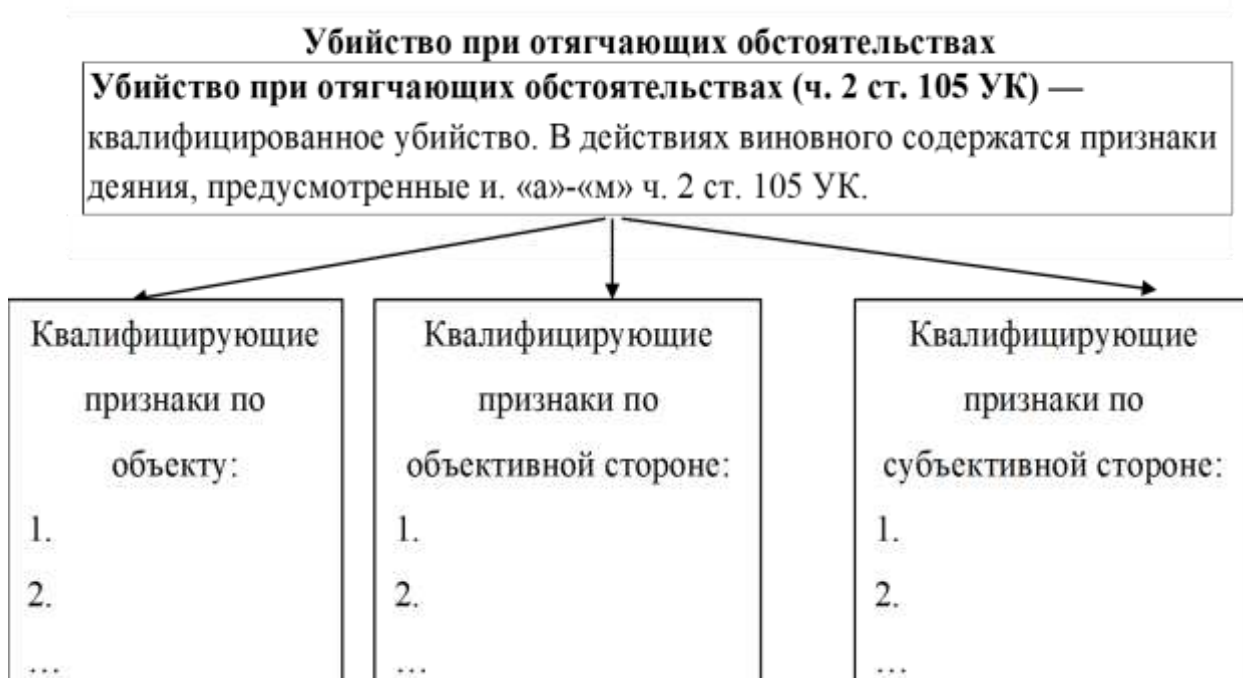 Убийство при отягчающих обстоятельствах
Убийство при отягчающих обстоятельствах (ч. 2 ст. 105 УК) —
квалифицированное убийство. В действиях виновного содержатся признаки
деяния, предусмотренные и. «а»-«м» ч. 2 ст. 105 УК.
Квалифицирующие
признаки по
объекту:
1.
2.
…
Квалифицирующие
признаки по
объективной стороне:
1.
2.
…
Квалифицирующие
признаки по
субъективной стороне:
1.
2.
…